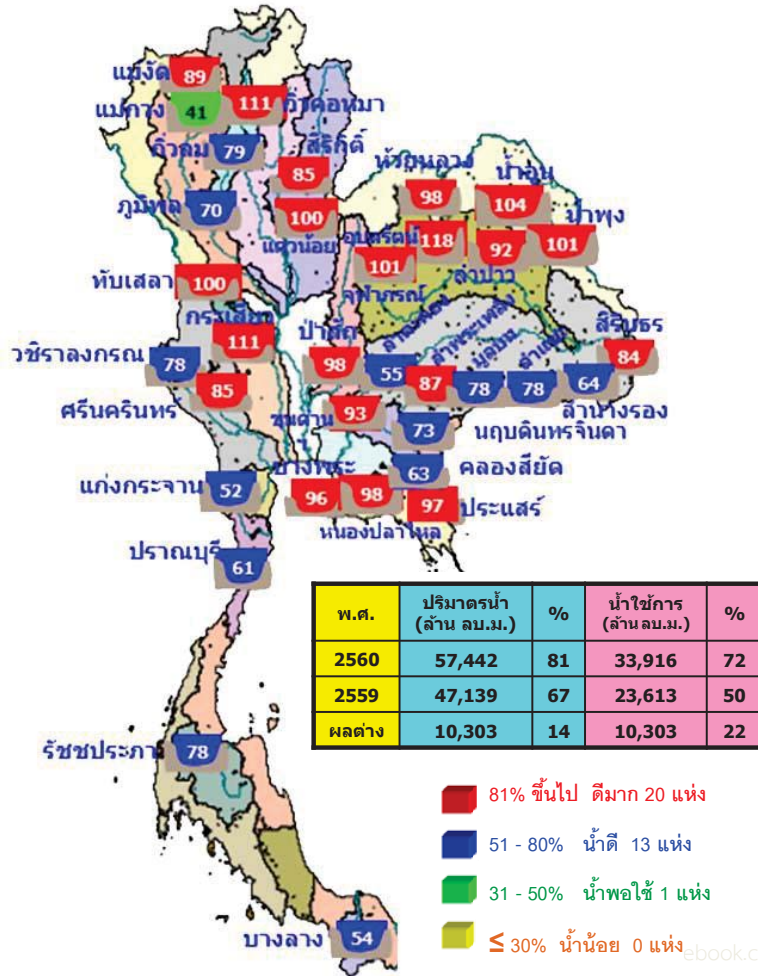 แม่งัด
89
แม่กวง
41
111
กิ่วคอหมา
กิ่วลม
79
สิริกิติ์
85
ห้วยหลวง
98
น้ำอูน
104
น้ำพุง
101
ภูมิพล
70
100
แควน้อย
อุบลรัตน์
118
92
ลำปาว
101
จุฬาภรณ์
ทับเสลา
100
กระเสียว
111
ป่าสัก
98
ลำตะคอง
55
ลำพระเพลิง
87
มูลบน
78
ลำแชะ
78
สิรินธร
84
64
ลำนางรอง
วชิราลงกรณ
78
85
ศรีนครินทร์
ขุนด่าน
93
73
นฤบดินทรจินดา
63
คลองสียัด
บางพระ
96
98
หนองปลาไหล
97
ประแสร์
แก่งกระจาน
52
ปราณบุรี
61
พ.ศ. ปริมาตรน้ำ (ล้าน ลบ.ม.) % น้ำใช้การ (ล้าน ลบ.ม.) %
2560 57,442 81 33,916 72
2559 47,139 67 23,613 50
ผลต่าง 10,303 14 10,303 22
รัชชประภา
78
81% ขึ้นไป ดีมาก 20 แห่ง
51 - 80% น้ำดี 13 แห่ง
31 - 50% น้ำพอใช้ 1 แห่ง
≤ 30% น้ำน้อย 0 แห่ง
บางลาง
54